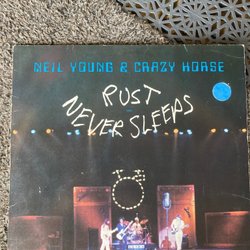 NEIL YOUNG & CRAZY HORSE
RUST
NEVER SLEEPS